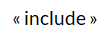 « include »